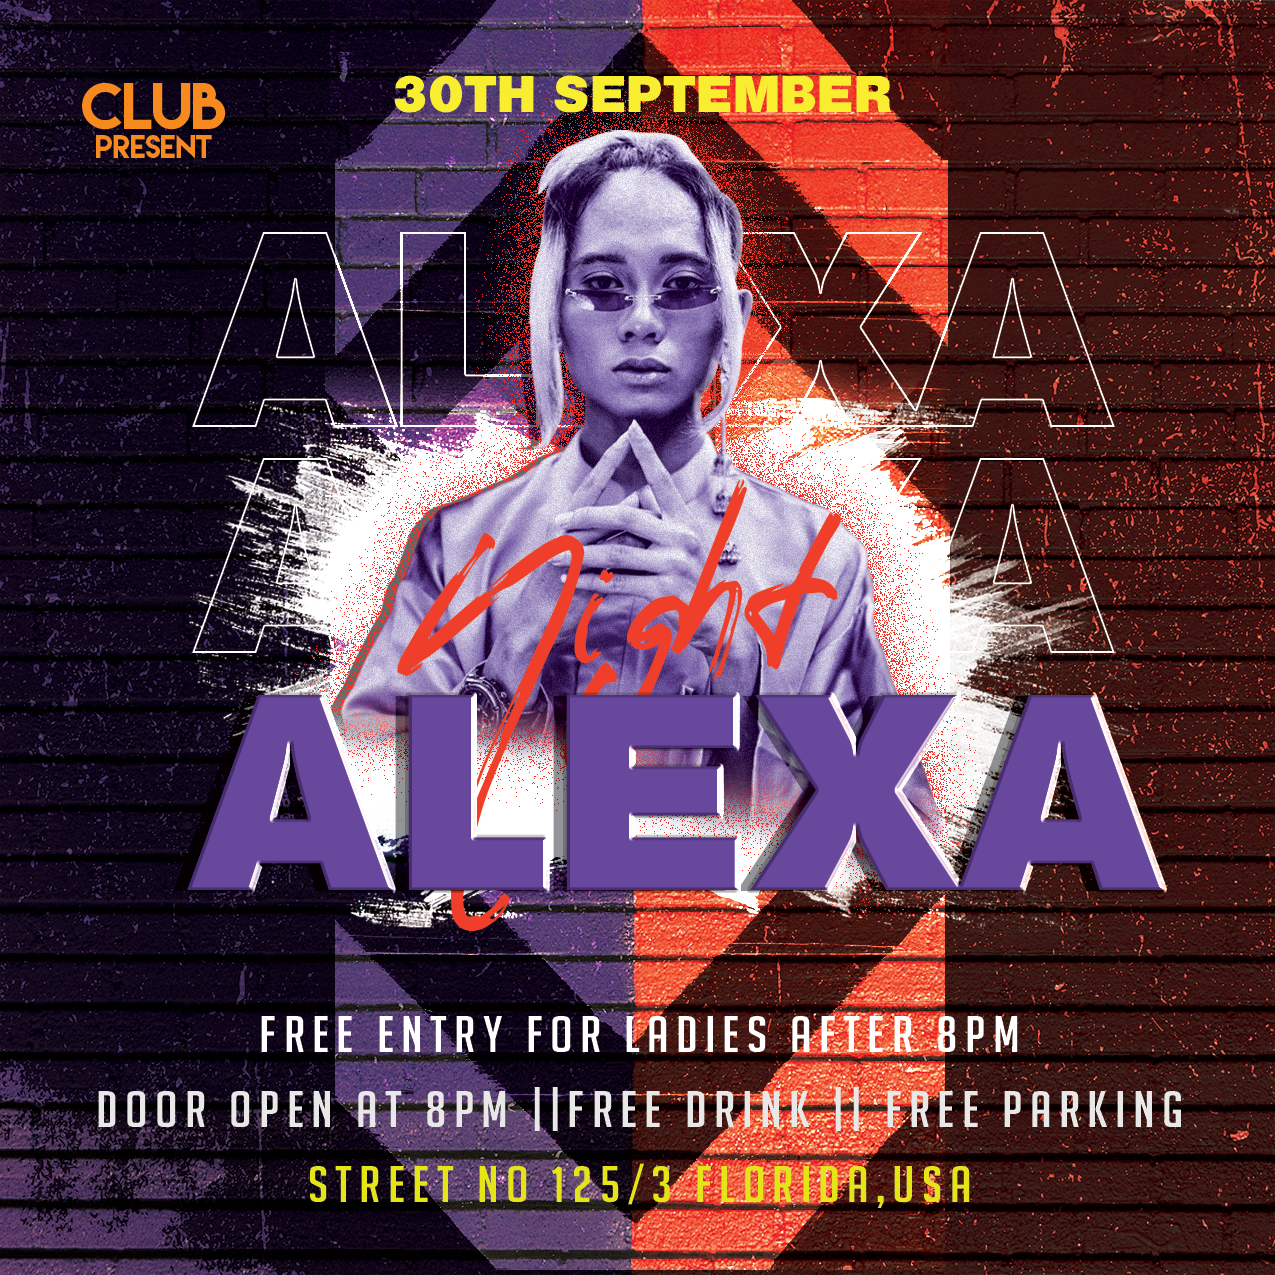 30TH SEPTEMBER
CLUB
PRESENT
ALEXA
A A
Night
ALEXA
FREE ENTRY FOR LADIES AFTER 8PM
DOOR OPEN AT 8PM ||FREE DRINK || FREE PARKING
STREET NO 125/3 FLORIDA,USA